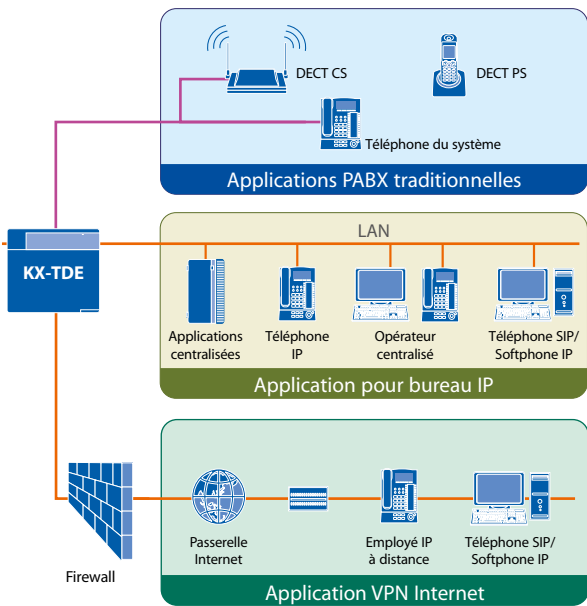 DECT CS
DECT PS
Téléphone du système
Applications PABX traditionnelles
KX-TDE
LAN
Applications
centralisées
Téléphone
IP
Opérateur
centralisé
Téléphone SIP/
Softphone IP
Application pour bureau IP
Firewall
Passerelle
Internet
Employé IP
à distance
Téléphone SIP/
Softphone IP
Application VPN Internet